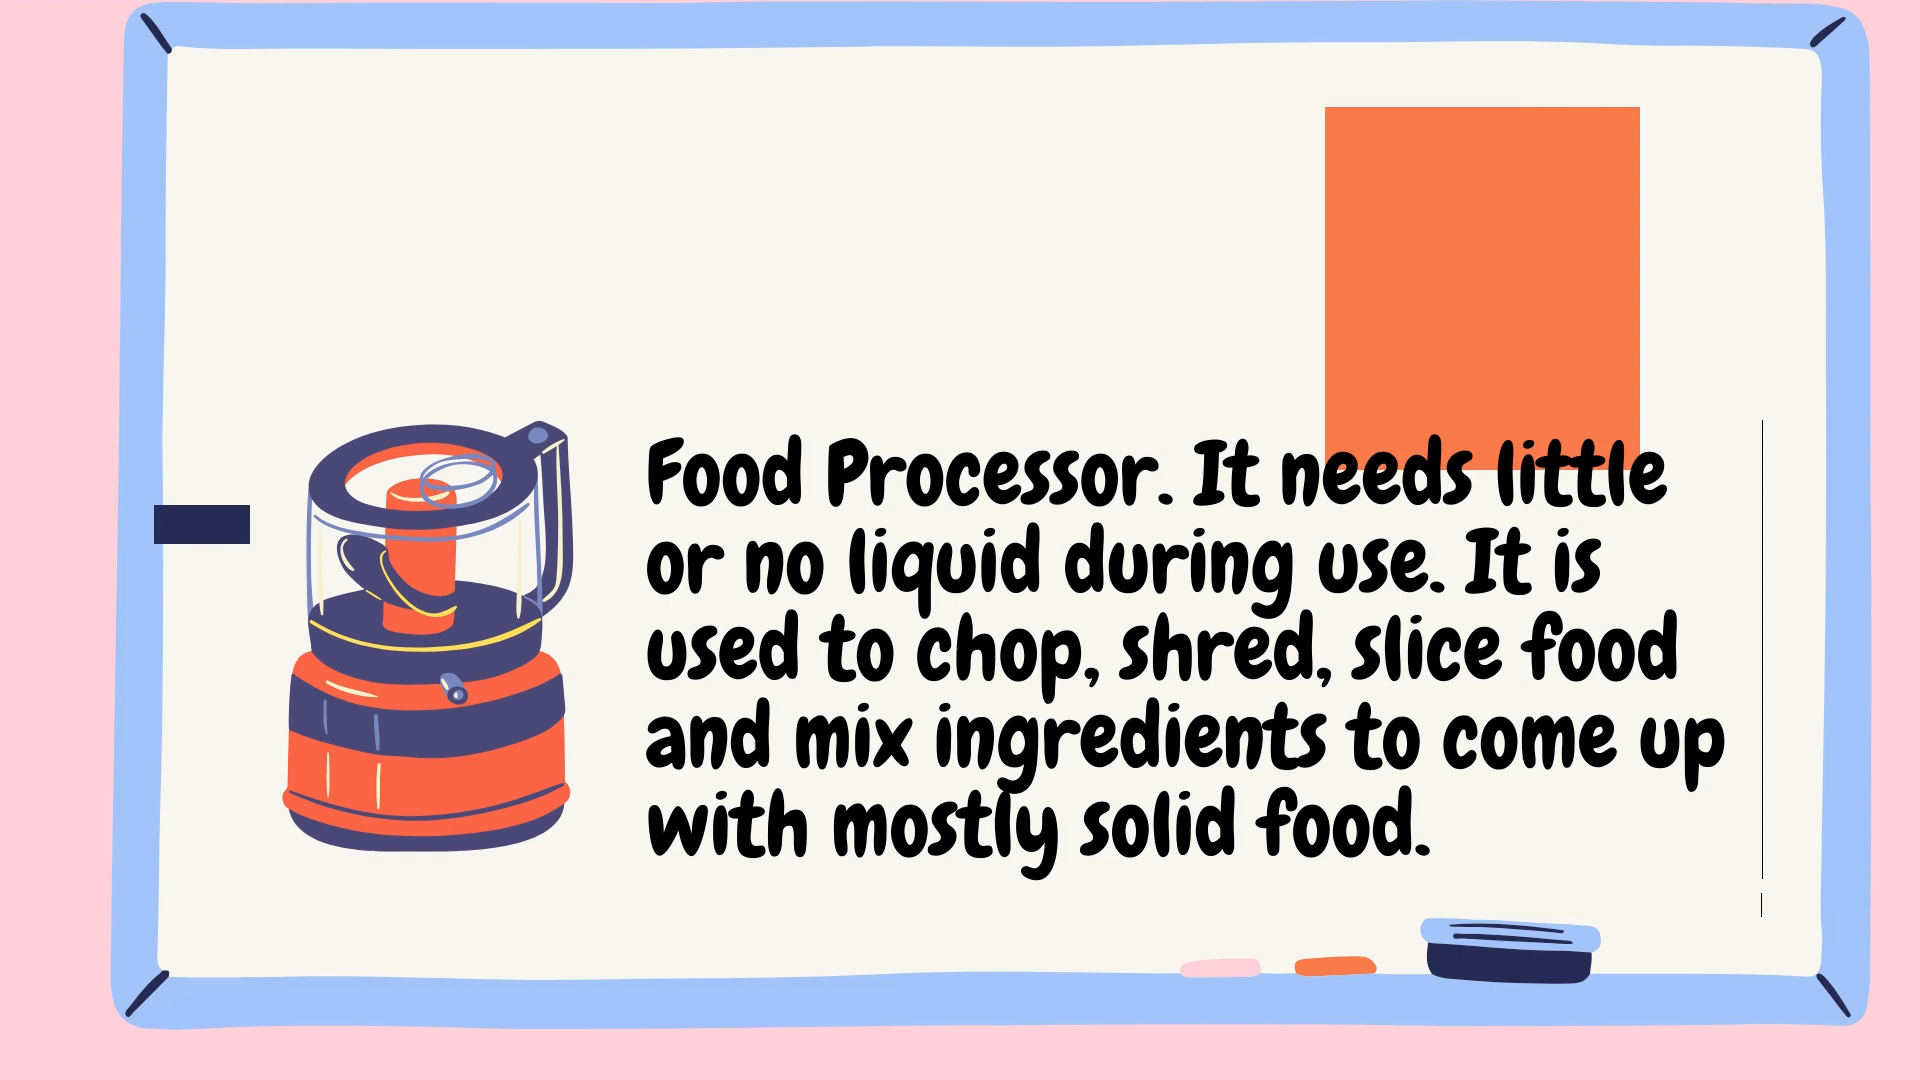 Food Processor. It needs little
or no liquid during use. It is
used to chop, shred, slice food
and mix ingredients to come up
with mostly solid food.